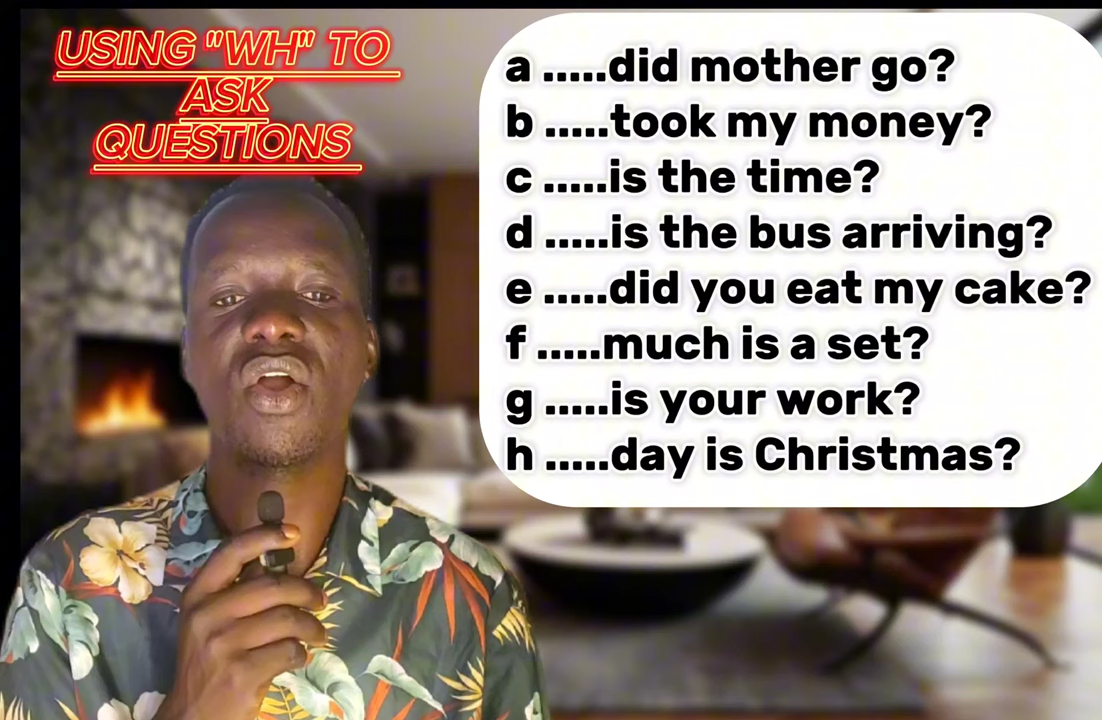 USING "WH" TO
ASK
QUESTIONS
a .....did mother go?
b .....took my money?
c .....is the time?
d .....is the bus arriving?
e .....did you eat my cake?
f .....much is a set?
g .....is your work?
h .....day is Christmas?